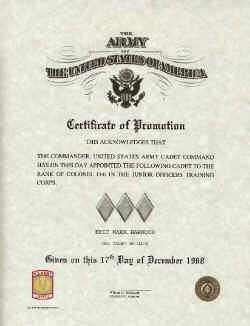 THE
ARMY
OF
THE UNITED STATES OF AMERICA
Certificate of Promotion
THIS ACKNOWLEDGES THAT
THE COMMANDER, UNITED STATES ARMY CADET COMMAND
HAS ON THIS DAY APPOINTED THE FOLLOWING CADET TO THE
RANK OF COLONEL O-6 IN THE JUNIOR OFFICERS TRAINING
CORPS.
MARK
Given on this 17th Day of December 1988